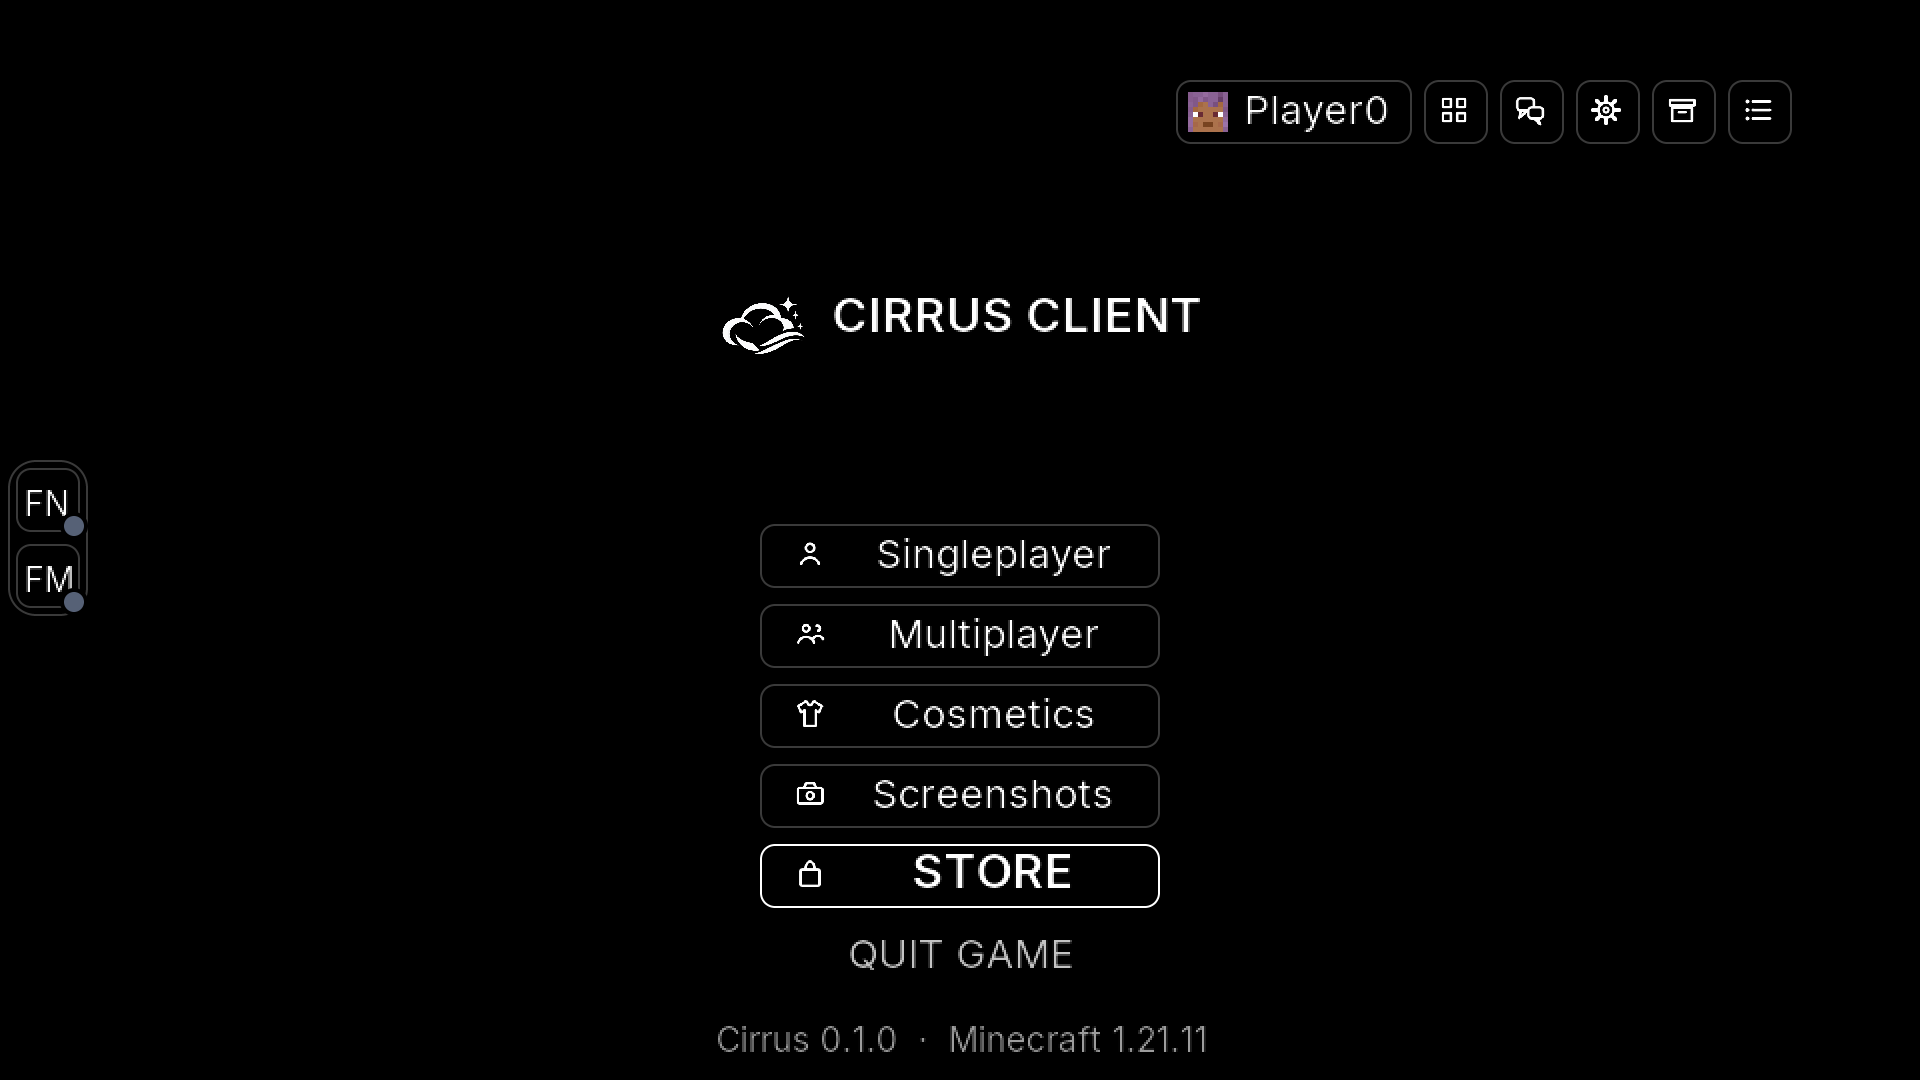 Player0
CIRRUS CLIENT
FN
FM
Singleplayer
Multiplayer
Cosmetics
Screenshots
STORE
QUIT GAME
Cirrus 0.1.0 · Minecraft 1.21.11